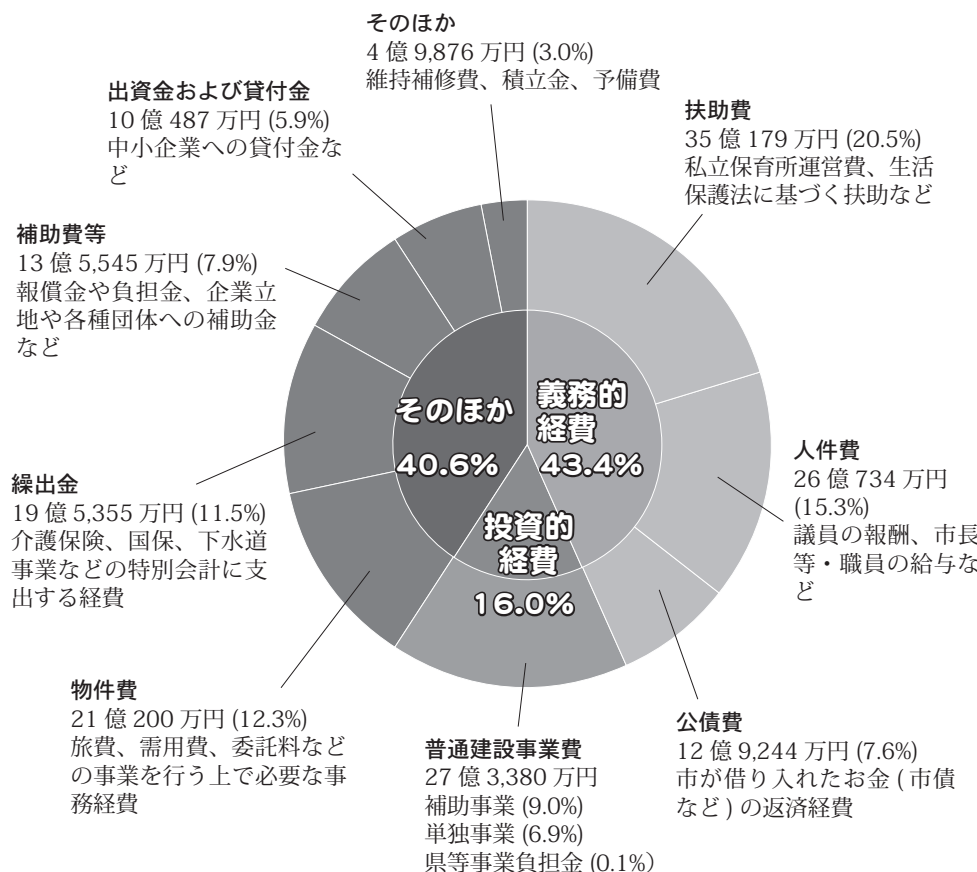 そのほか
4 億 9,876 万円 (3.0%)
維持補修費、積立金、予備費
出資金および貸付金
10 億 487 万円 (5.9%)
中小企業への貸付金な
ど
扶助費
35 億 179 万円 (20.5%)
私立保育所運営費、生活
保護法に基づく扶助など
補助費等
13 億 5,545 万円 (7.9%)
報償金や負担金、企業立
地や各種団体への補助金
など
そのほか
40.6%
義務的
経費
43.4%
投資的
経費
16.0%
人件費
26 億 734 万円
(15.3%)
議員の報酬、市長
等・職員の給与な
ど
繰出金
19 億 5,355 万円 (11.5%)
介護保険、国保、下水道
事業などの特別会計に支
出する経費
物件費
21 億 200 万円 (12.3%)
旅費、需用費、委託料など
の事業を行う上で必要な事
務経費
普通建設事業費
27 億 3,380 万円
補助事業 (9.0%)
単独事業 (6.9%)
県等事業負担金 (0.1%)
公債費
12 億 9,244 万円 (7.6%)
市が借り入れたお金 ( 市債
など ) の返済経費